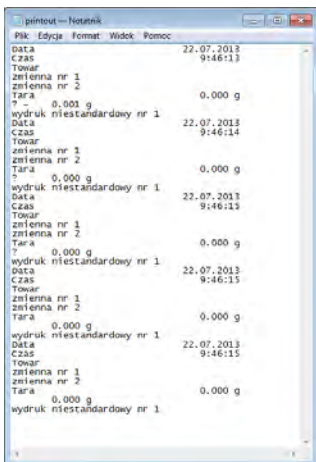 printout — Notatnik
Plik Edycja Format Widok Pomoc
Data 22.07.2013
Czas 9:46:13
Towar
zmienna nr 1
zmienna nr 2
Tara 0.000 g
? - 0.001 g
wydruk niestandardowy nr 1
Data 22.07.2013
Czas 9:46:14
Towar
zmienna nr 1
zmienna nr 2
Tara 0.000 g
? 0.000 g
wydruk niestandardowy nr 1
Data 22.07.2013
Czas 9:46:15
Towar
zmienna nr 1
zmienna nr 2
Tara 0.000 g
? 0.000 g
wydruk niestandardowy nr 1
Data 22.07.2013
Czas 9:46:15
Towar
zmienna nr 1
zmienna nr 2
Tara 0.000 g
0.000 g
wydruk niestandardowy nr 1
Data 22.07.2013
Czas 9:46:15
Towar
zmienna nr 1
zmienna nr 2
Tara 0.000 g
0.000 g
wydruk niestandardowy nr 1